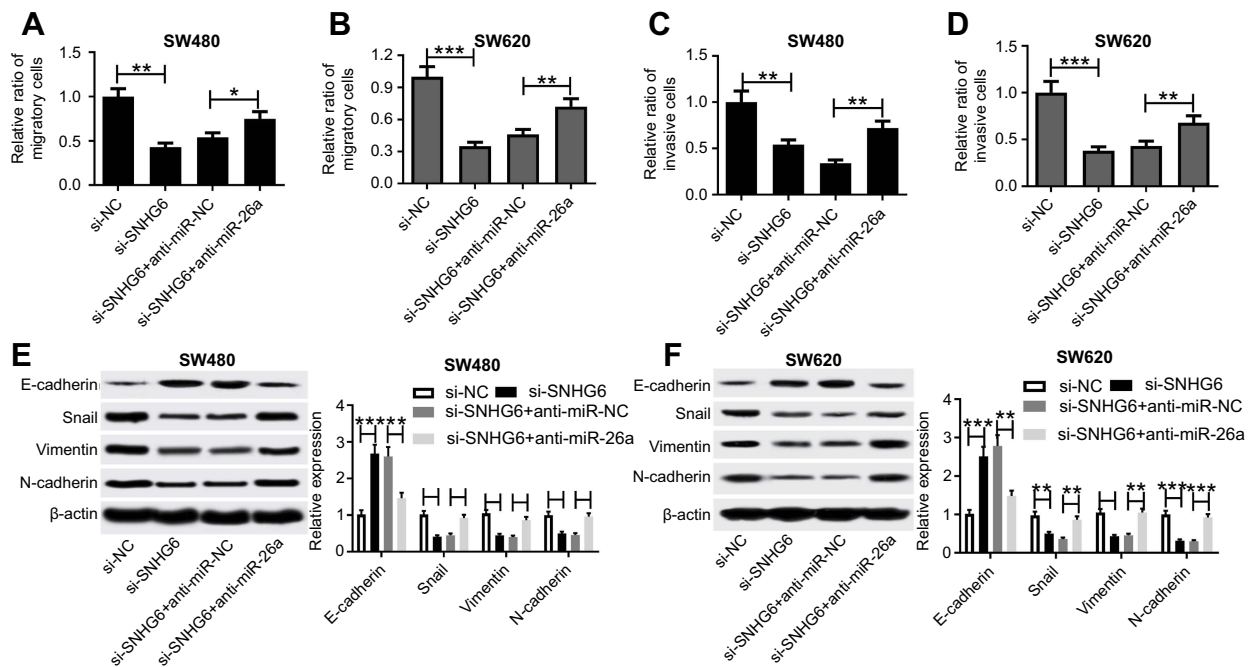 A
SW480
Relative ratio of
migratory cells
1.5
1.0
0.5
0.0
**
*
si-NC
si-SNHG6
si-SNHG6+anti-miR-NC
si-SNHG6+anti-miR-26a
B
SW620
Relative ratio of
migratory cells
1.2
0.9
0.6
0.3
0.0
***
**
si-NC
si-SNHG6
si-SNHG6+anti-miR-NC
si-SNHG6+anti-miR-26a
C
SW480
Relative ratio of
invasive cells
1.5
1.0
0.5
0.0
**
**
si-NC
si-SNHG6
si-SNHG6+anti-miR-NC
si-SNHG6+anti-miR-26a
D
SW620
Relative ratio of
invasive cells
1.5
1.0
0.5
0.0
***
**
si-NC
si-SNHG6
si-SNHG6+anti-miR-NC
si-SNHG6+anti-miR-26a
E
SW480
E-cadherin
Snail
Vimentin
N-cadherin
β-actin
si-NC
si-SNHG6
si-SNHG6+anti-miR-NC
si-SNHG6+anti-miR-26a
SW480
si-NC si-SNHG6
si-SNHG6+anti-miR-NC
si-SNHG6+anti-miR-26a
Relative expression
4
3
2
1
0
E-cadherin
Snail
Vimentin
N-cadherin
F
SW620
E-cadherin
Snail
Vimentin
N-cadherin
β-actin
si-NC
si-SNHG6
si-SNHG6+anti-miR-NC
si-SNHG6+anti-miR-26a
SW620
si-NC si-SNHG6
si-SNHG6+anti-miR-NC
si-SNHG6+anti-miR-26a
Relative expression
4
3
2
1
0
*** **
** **
**
*** ***
E-cadherin
Snail
Vimentin
N-cadherin